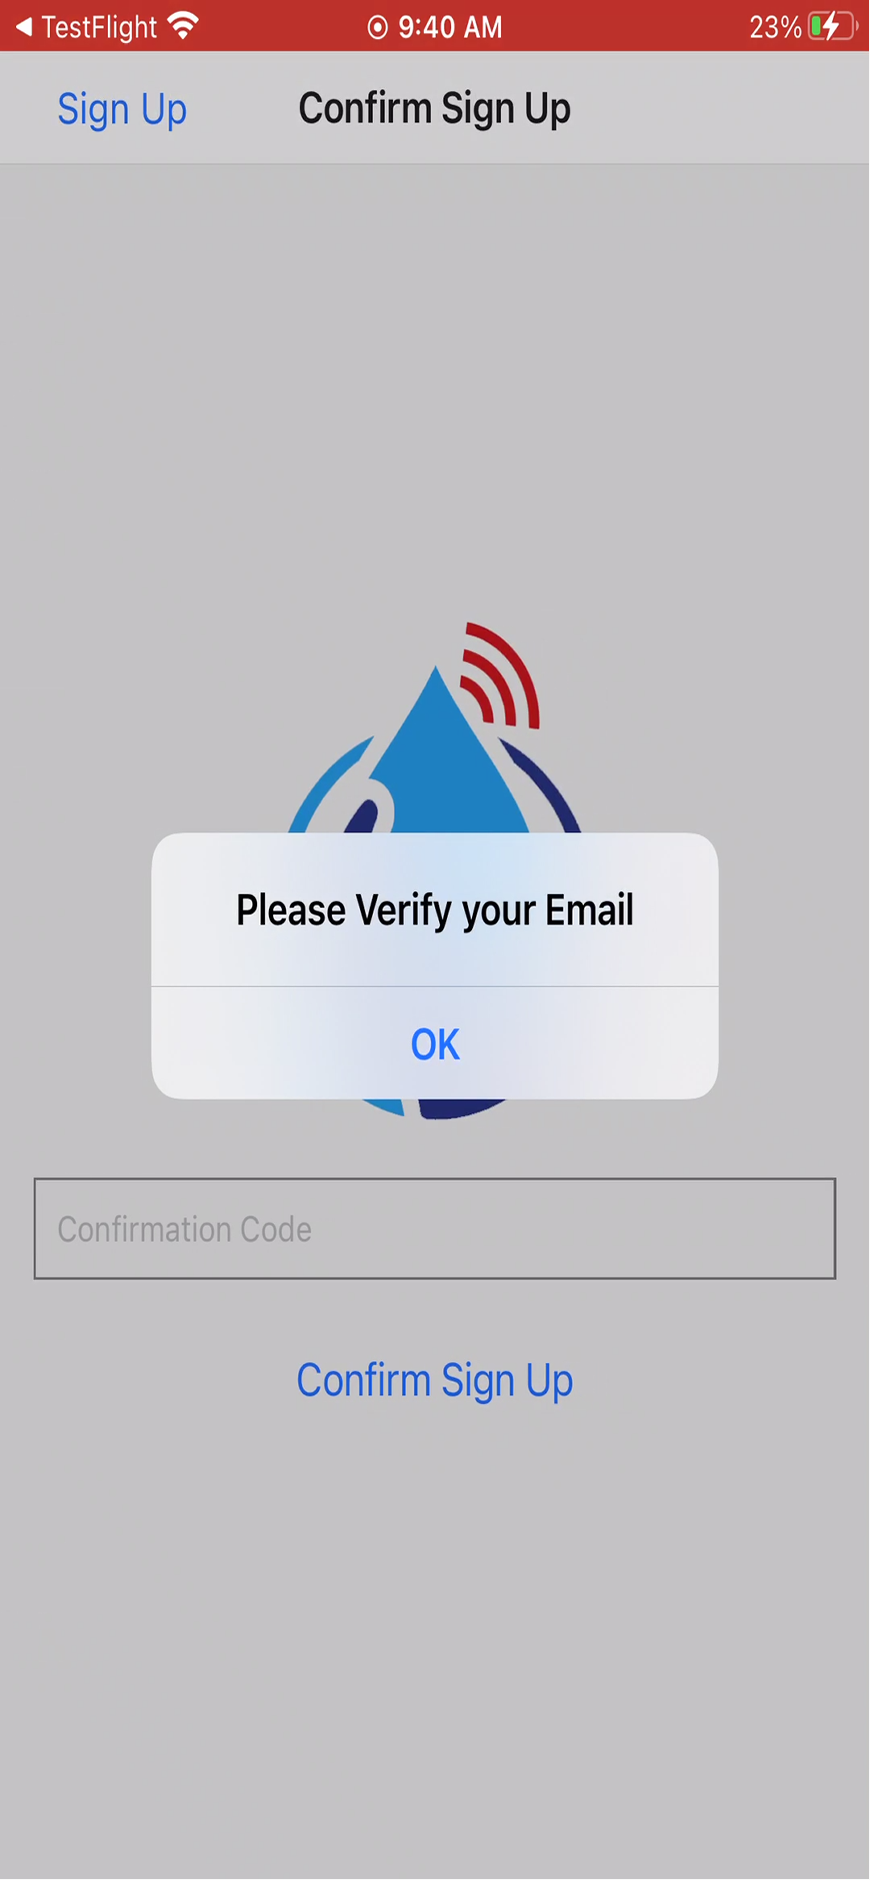 TestFlight 9:40 AM 23%
Sign Up Confirm Sign Up
Please Verify your Email
OK
Confirmation Code
Confirm Sign Up